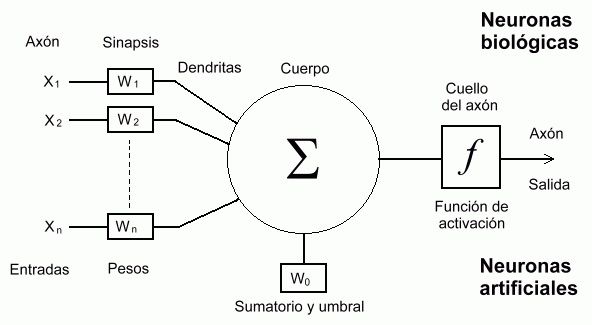 Neuronas
biológicas
Axón
Sinapsis
Dendritas
Cuerpo
Cuello
del axón
X1
W1
X2
W2
Σ
f
Axón
Salida
Xn
Wn
Función de
activación
Entradas
Pesos
W0
Sumatorio y umbral
Neuronas
artificiales